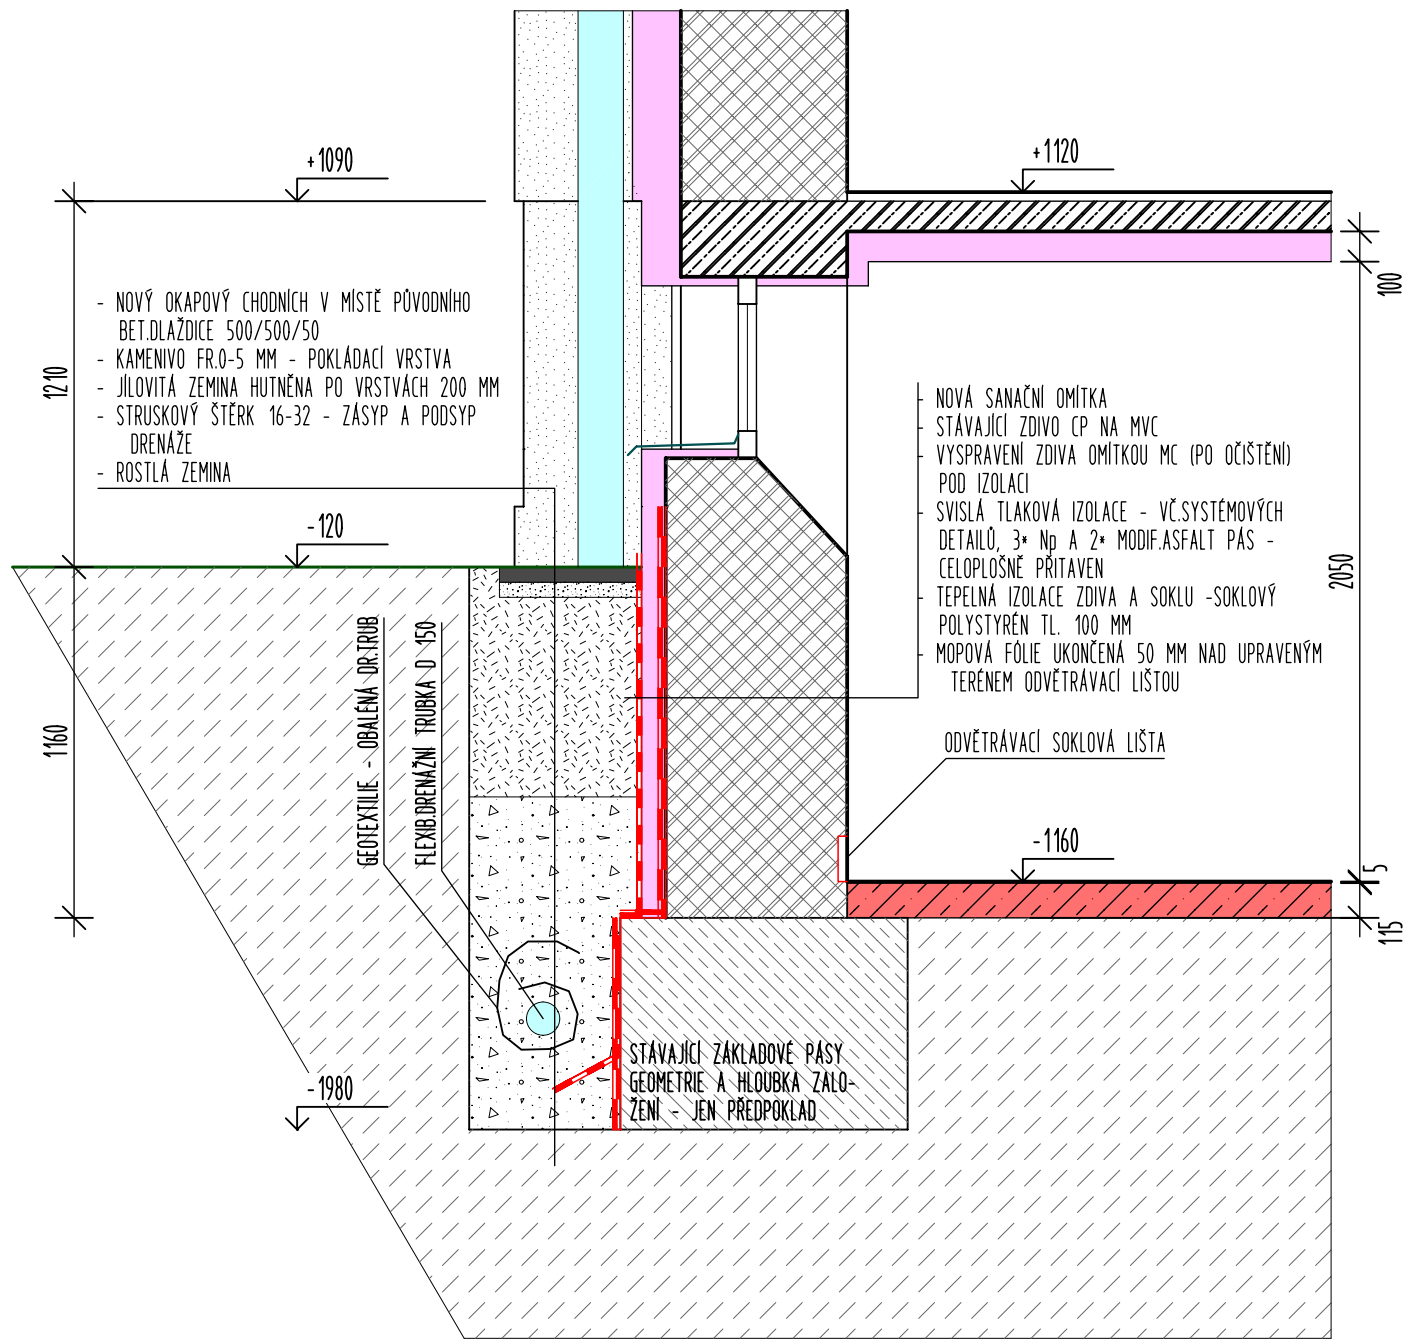 +1090
+1120
- NOVÝ OKAPOVÝ CHODNÍCH V MÍSTĚ PŮVODNÍHO
BET.DLAŽDICE 500/500/50
- KAMENIVO FR.0-5 MM - POKLÁDACÍ VRSTVA
- JÍLOVITÁ ZEMINA HUTNĚNA PO VRSTVÁCH 200 MM
- STRUSKOVÝ ŠTĚRK 16-32 - ZÁSYP A PODSYP
DRENÁŽE
- ROSTLÁ ZEMINA
1210
-120
1160
-1980
GEOTEXTILIE - OBALENÁ DR.TRUB
FLEXIB.DRENÁŽNÍ TRUBKA D 150
- NOVÁ SANAČNÍ OMÍTKA
- STÁVAJÍCÍ ZDIVO CP NA MVC
- VYSPRAVENÍ ZDIVA OMÍTKOU MC (PO OČIŠTĚNÍ)
POD IZOLACI
- SVISLÁ TLAKOVÁ IZOLACE - VČ.SYSTÉMOVÝCH
DETAILŮ, 3* Np A 2* MODIF.ASFALT PÁS -
CELOPLOŠNĚ PŘITAVEN
- TEPELNÁ IZOLACE ZDIVA A SOKLU -SOKLOVÝ
POLYSTYRÉN TL. 100 MM
- MOPOVÁ FÓLIE UKONČENÁ 50 MM NAD UPRAVENÝM
TERÉNEM ODVĚTRÁVACÍ LIŠTOU
ODVĚTRÁVACÍ SOKLOVÁ LIŠTA
-1160
100
2050
5
115
STÁVAJÍCÍ ZÁKLADOVÉ PÁSY
GEOMETRIE A HLOUBKA ZALO-
ŽENÍ - JEN PŘEDPOKLAD